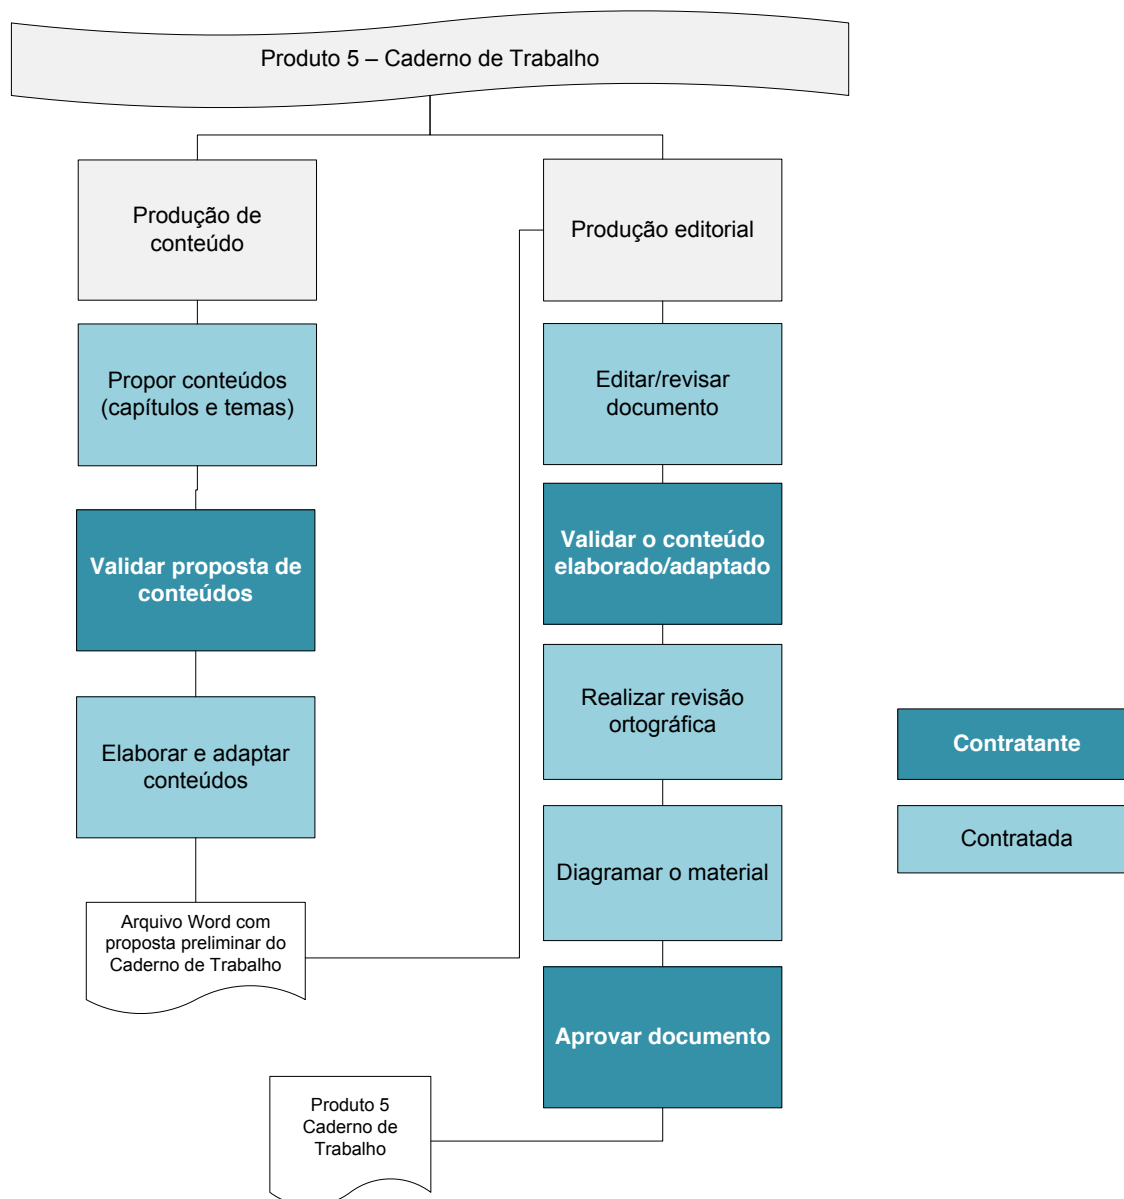 Produto 5 – Caderno de Trabalho
Produção de
conteúdo
Propor conteúdos
(capítulos e temas)
Validar proposta de
conteúdos
Elaborar e adaptar
conteúdos
Arquivo Word com
proposta preliminar do
Caderno de Trabalho
Produção editorial
Editar/revisar
documento
Validar o conteúdo
elaborado/adaptado
Realizar revisão
ortográfica
Diagramar o material
Aprovar documento
Produto 5
Caderno de
Trabalho
Contratante
Contratada